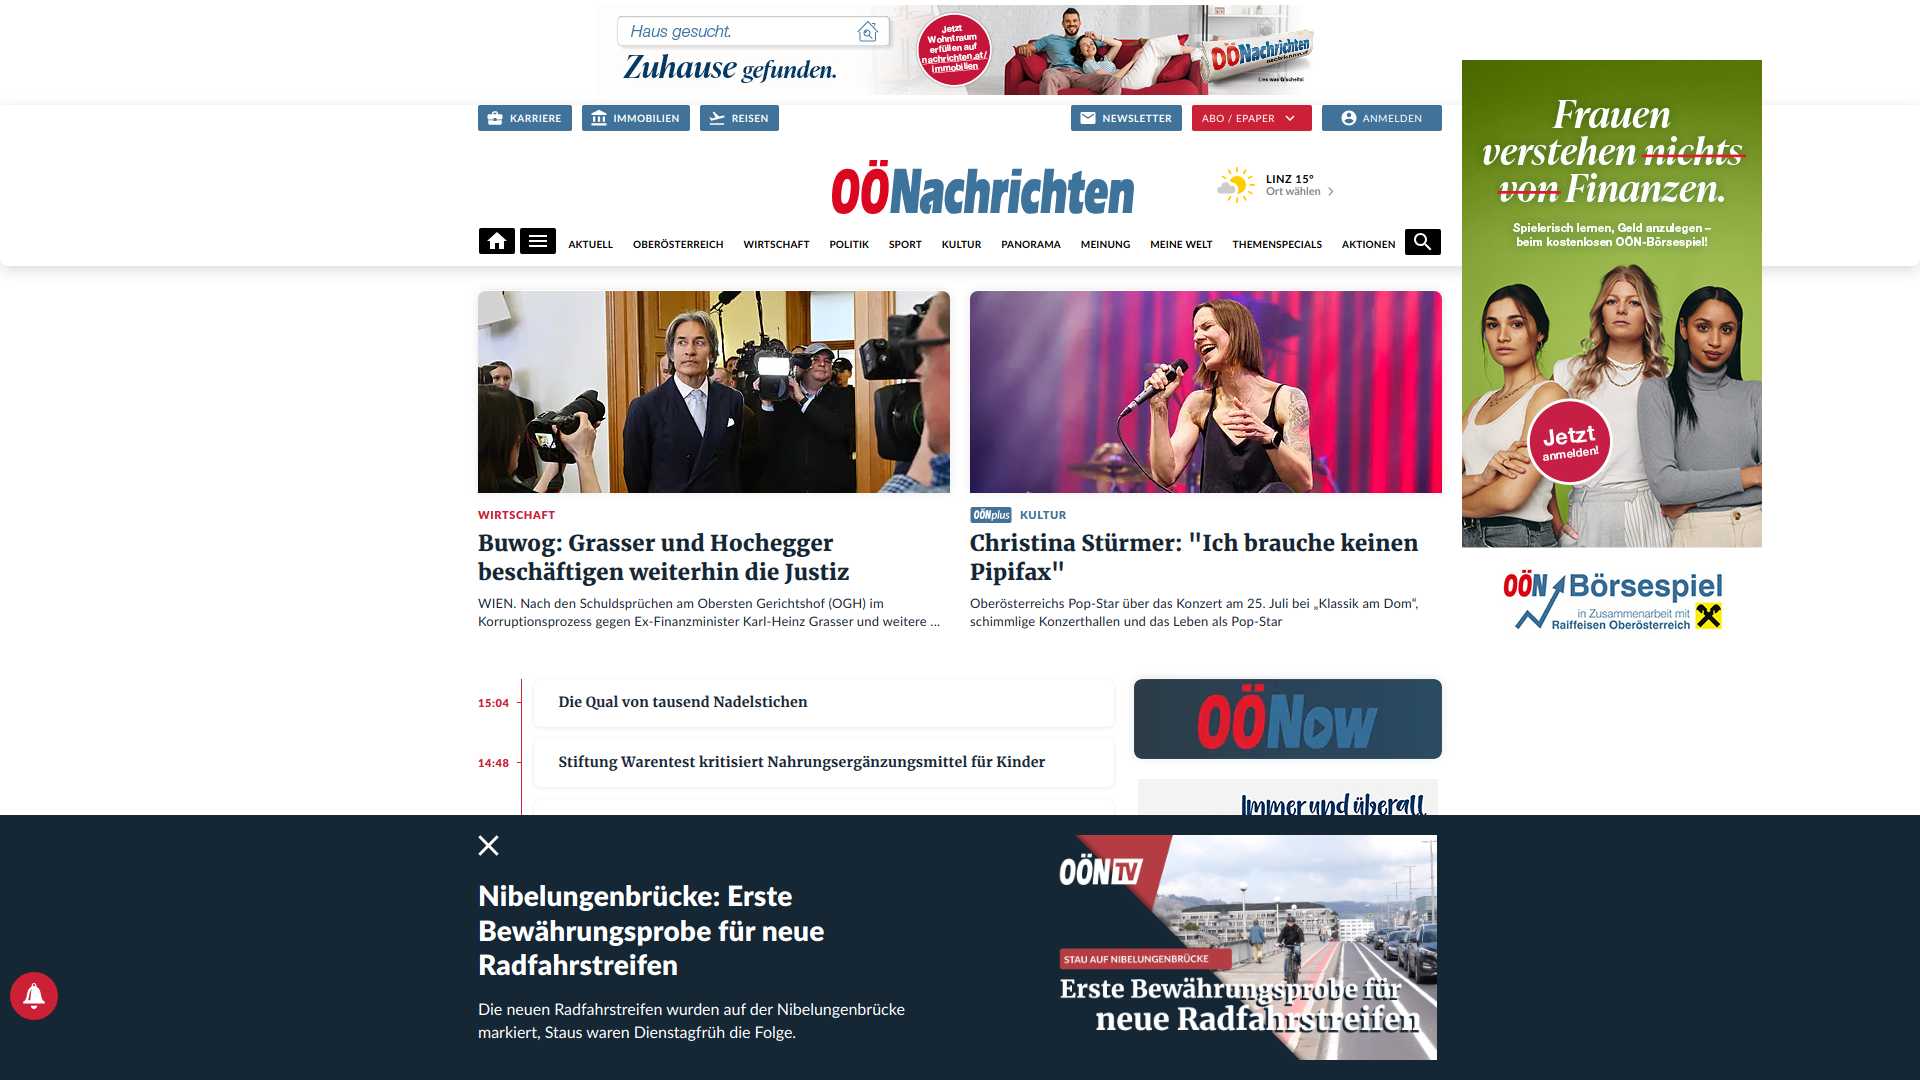 Haus gesucht.
Zuhause gefunden.
Jetzt
Wohntraum
erfüllen auf
nachrichten.at/
immobilien
OÖNachrichten
Lies was G'scheits!
KARRIERE
IMMOBILIEN
REISEN
NEWSLETTER
ABO / EPAPER
ANMELDEN
OÖNachrichten
LINZ 15°
Ort wählen
AKTUELL
OBERÖSTERREICH
WIRTSCHAFT
POLITIK
SPORT
KULTUR
PANORAMA
MEINUNG
MEINE WELT
THEMENSPECIALS
AKTIONEN
Frauen
verstehen nichts
von Finanzen.
Spielerisch lernen, Geld anzulegen –
beim kostenlosen OÖN-Börsespiel!
Jetzt
anmelden!
OÖN Börsespiel
in Zusammenarbeit mit
Raiffeisen Oberösterreich
WIRTSCHAFT
Buwog: Grasser und Hochegger
beschäftigen weiterhin die Justiz
WIEN. Nach den Schuldsprüchen am Obersten Gerichtshof (OGH) im
Korruptionsprozess gegen Ex-Finanzminister Karl-Heinz Grasser und weitere ...
OÖNplus KULTUR
Christina Stürmer: "Ich brauche keinen
Pipifax"
Oberösterreichs Pop-Star über das Konzert am 25. Juli bei „Klassik am Dom“,
schimmlige Konzerthallen und das Leben als Pop-Star
15:04
Die Qual von tausend Nadelstichen
14:48
Stiftung Warentest kritisiert Nahrungsergänzungsmittel für Kinder
OÖNow
Immer und überall
Nibelungenbrücke: Erste
Bewährungsprobe für neue
Radfahrstreifen
Die neuen Radfahrstreifen wurden auf der Nibelungenbrücke
markiert, Staus waren Dienstagfrüh die Folge.
OÖN TV
STAU AUF NIBELUNGENBRÜCKE
Erste Bewährungsprobe für
neue Radfahrstreifen